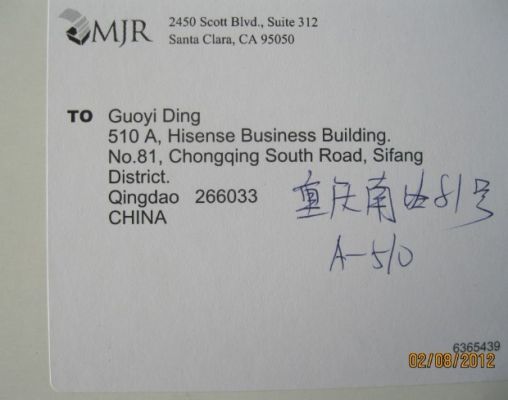 MJR
2450 Scott Blvd., Suite 312
Santa Clara, CA 95050
TO Guoyi Ding
510 A, Hisense Business Building.
No.81, Chongqing South Road, Sifang
District.
Qingdao 266033
CHINA
重庆南路81号
A-510
6365439
02/08/2012